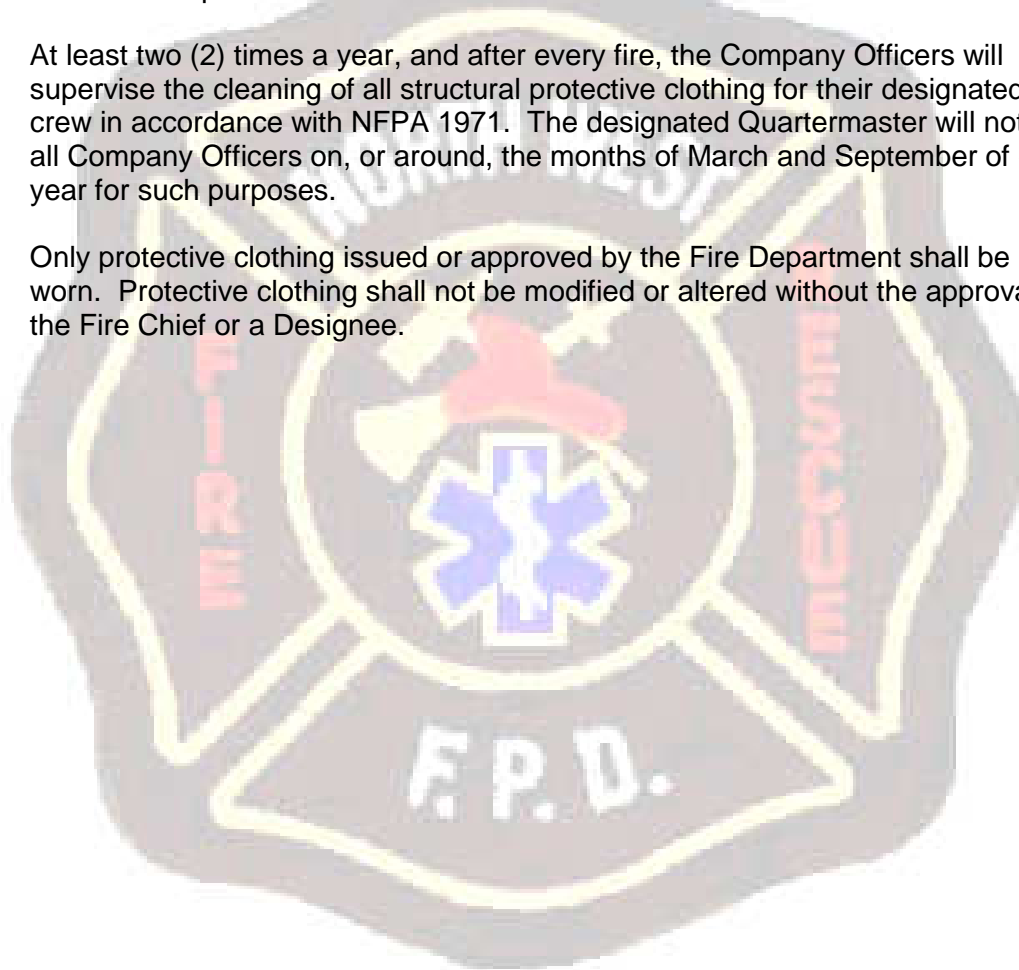 At least two (2) times a year, and after every fire, the Company Officers will
supervise the cleaning of all structural protective clothing for their designated
crew in accordance with NFPA 1971. The designated Quartermaster will not
all Company Officers on, or around, the months of March and September of
year for such purposes.
Only protective clothing issued or approved by the Fire Department shall be
worn. Protective clothing shall not be modified or altered without the approva
the Fire Chief or a Designee.
NORTH WEST
FIRE
RESCUE
F.P.D.